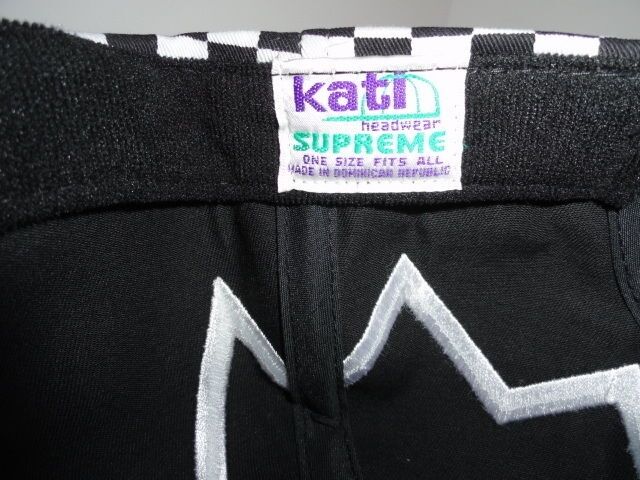 kati
headwear
SUPREME
ONE SIZE FITS ALL
MADE IN DOMINICAN REPUBLIC